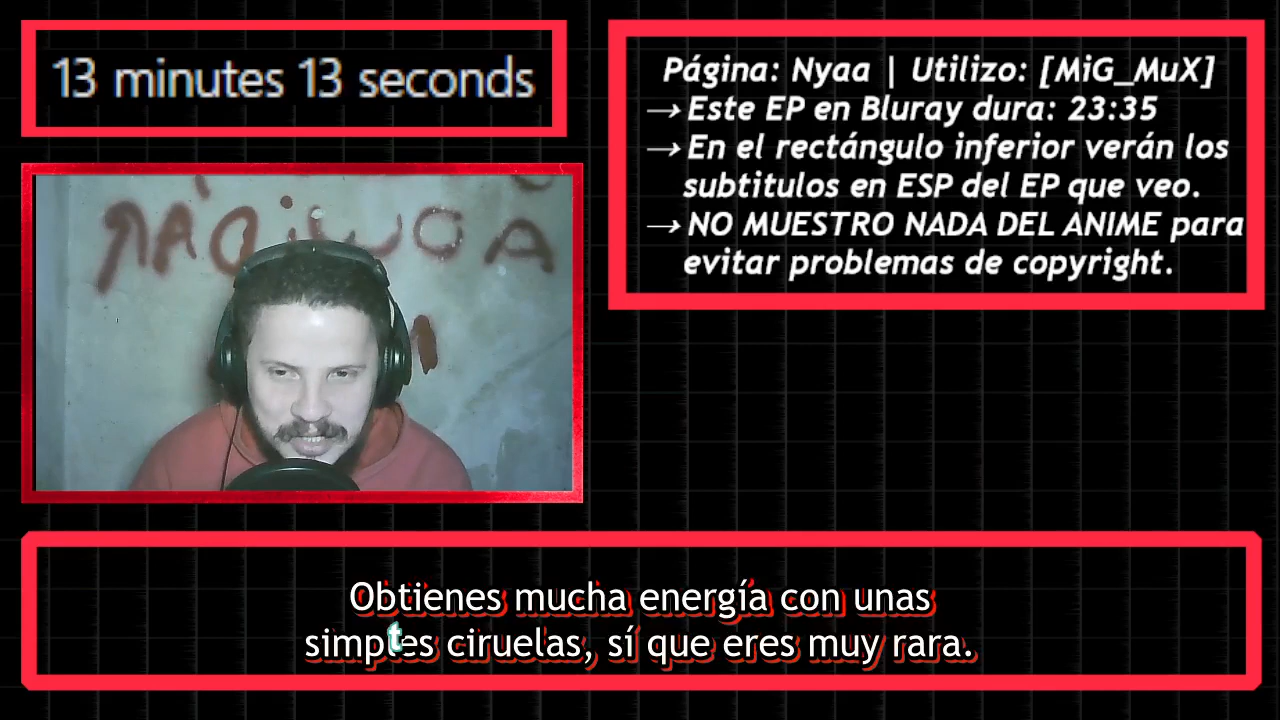 13 minutes 13 seconds
Página: Nyaa | Utilizo: [MiG_MuX]
→ Este EP en Bluray dura: 23:35
→ En el rectángulo inferior verán los
subtitulos en ESP del EP que veo.
→ NO MUESTRO NADA DEL ANIME para
evitar problemas de copyright.
Obtienes mucha energía con unas
simples ciruelas, sí que eres muy rara.